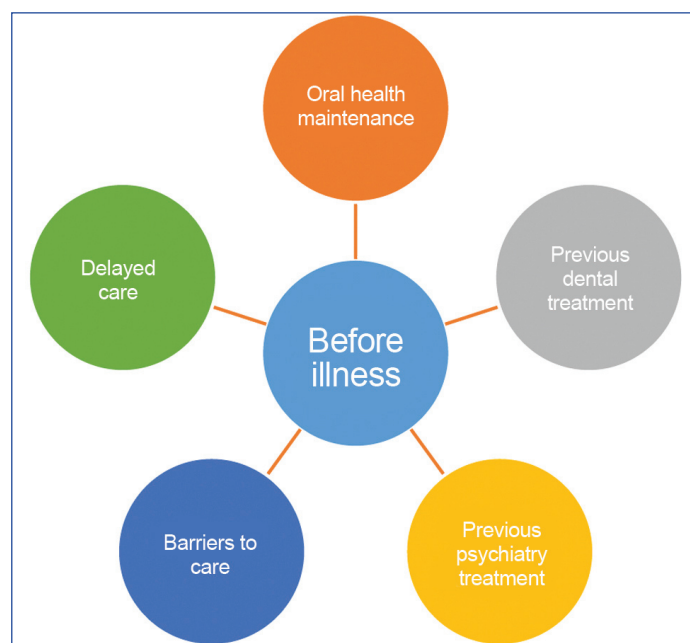 Oral health
maintenance
Delayed
care
Previous
dental
treatment
Before
illness
Barriers to
care
Previous
psychiatry
treatment